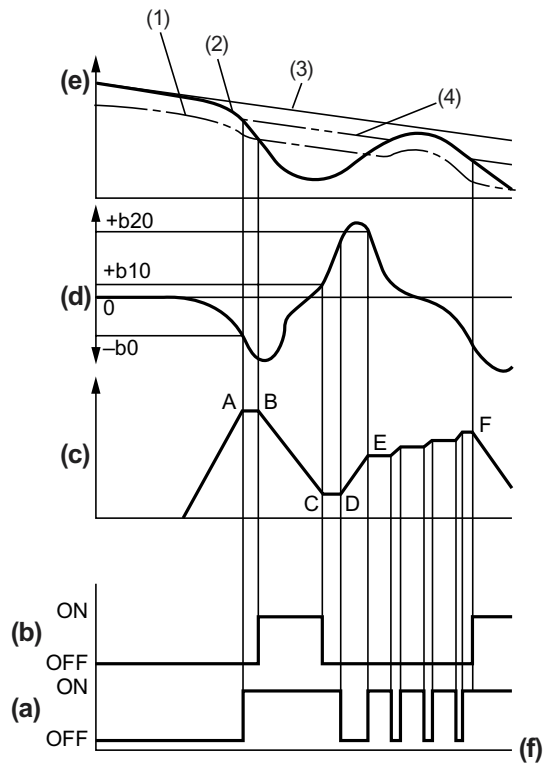 (1)
(2)
(3)
(4)
(e)
+b20
+b10
(d)
0
–b0
A B
E
F
(c)
C D
ON
(b)
OFF
ON
(a)
OFF
(f)